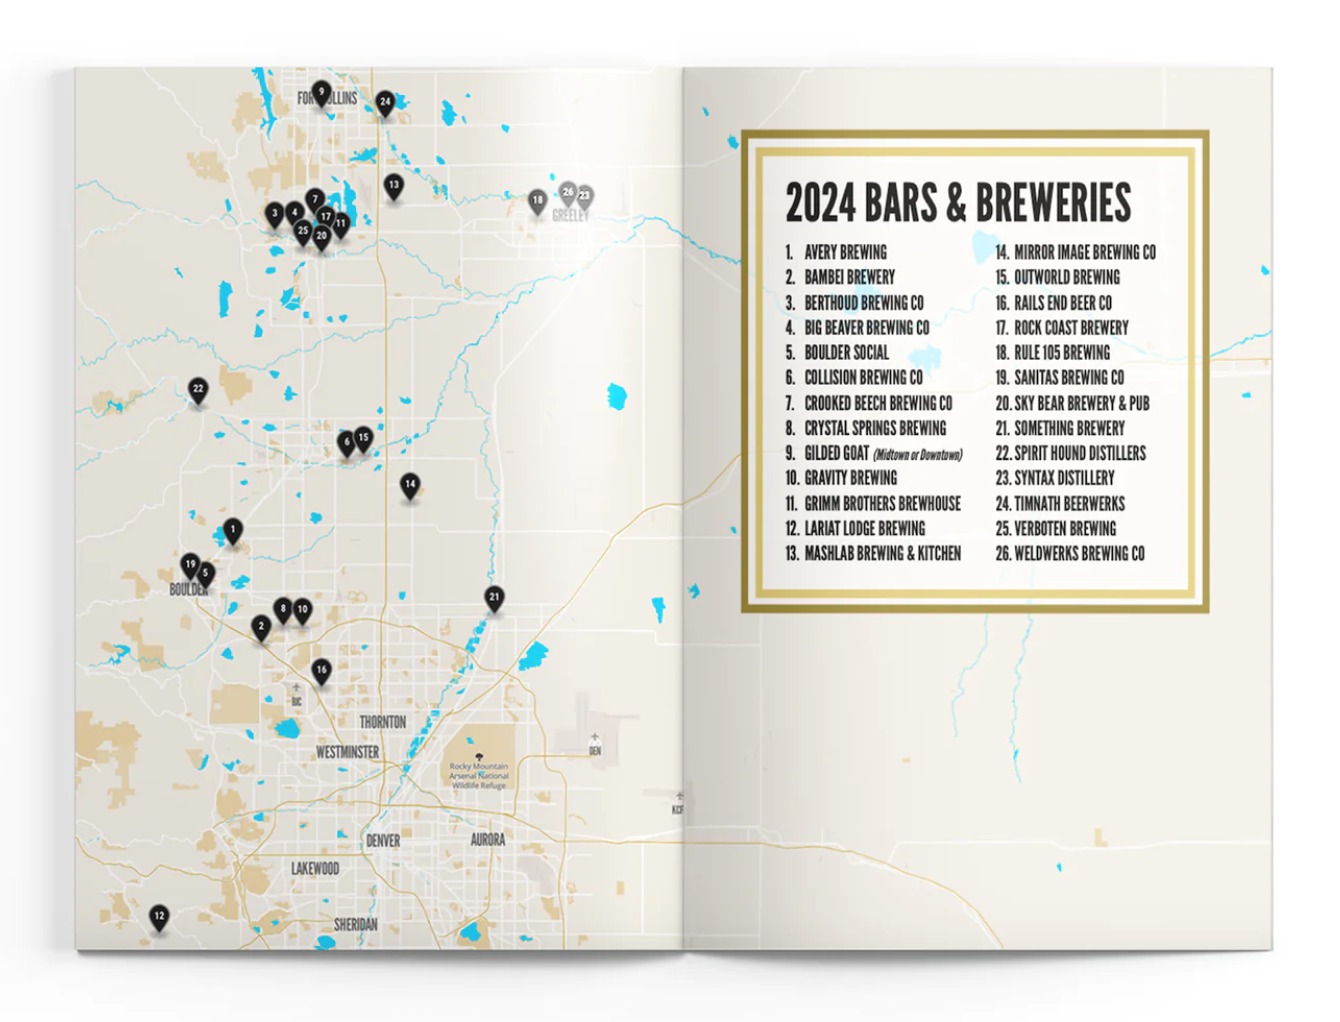 9
FORT COLLINS
24
13
7
3
4
17
11
25
20
18
26
23
GREELEY
22
6
15
14
1
19
5
BOULDER
8
10
2
21
16
BJC
THORNTON
WESTMINSTER
Rocky Mountain
Arsenal National
Wildlife Refuge
DEN
DENVER
AURORA
LAKEWOOD
12
SHERIDAN
2024 BARS & BREWERIES
1. AVERY BREWING
2. BAMBEI BREWERY
3. BERTHOUD BREWING CO
4. BIG BEAVER BREWING CO
5. BOULDER SOCIAL
6. COLLISION BREWING CO
7. CROOKED BEECH BREWING CO
8. CRYSTAL SPRINGS BREWING
9. GILDED GOAT (Midtown or Downtown)
10. GRAVITY BREWING
11. GRIMM BROTHERS BREWHOUSE
12. LARIAT LODGE BREWING
13. MASHLAB BREWING & KITCHEN
14. MIRROR IMAGE BREWING CO
15. OUTWORLD BREWING
16. RAILS END BEER CO
17. ROCK COAST BREWERY
18. RULE 105 BREWING
19. SANITAS BREWING CO
20. SKY BEAR BREWERY & PUB
21. SOMETHING BREWERY
22. SPIRIT HOUND DISTILLERS
23. SYNTAX DISTILLERY
24. TIMNATH BEERWERKS
25. VERBOTEN BREWING
26. WELDWERKS BREWING CO